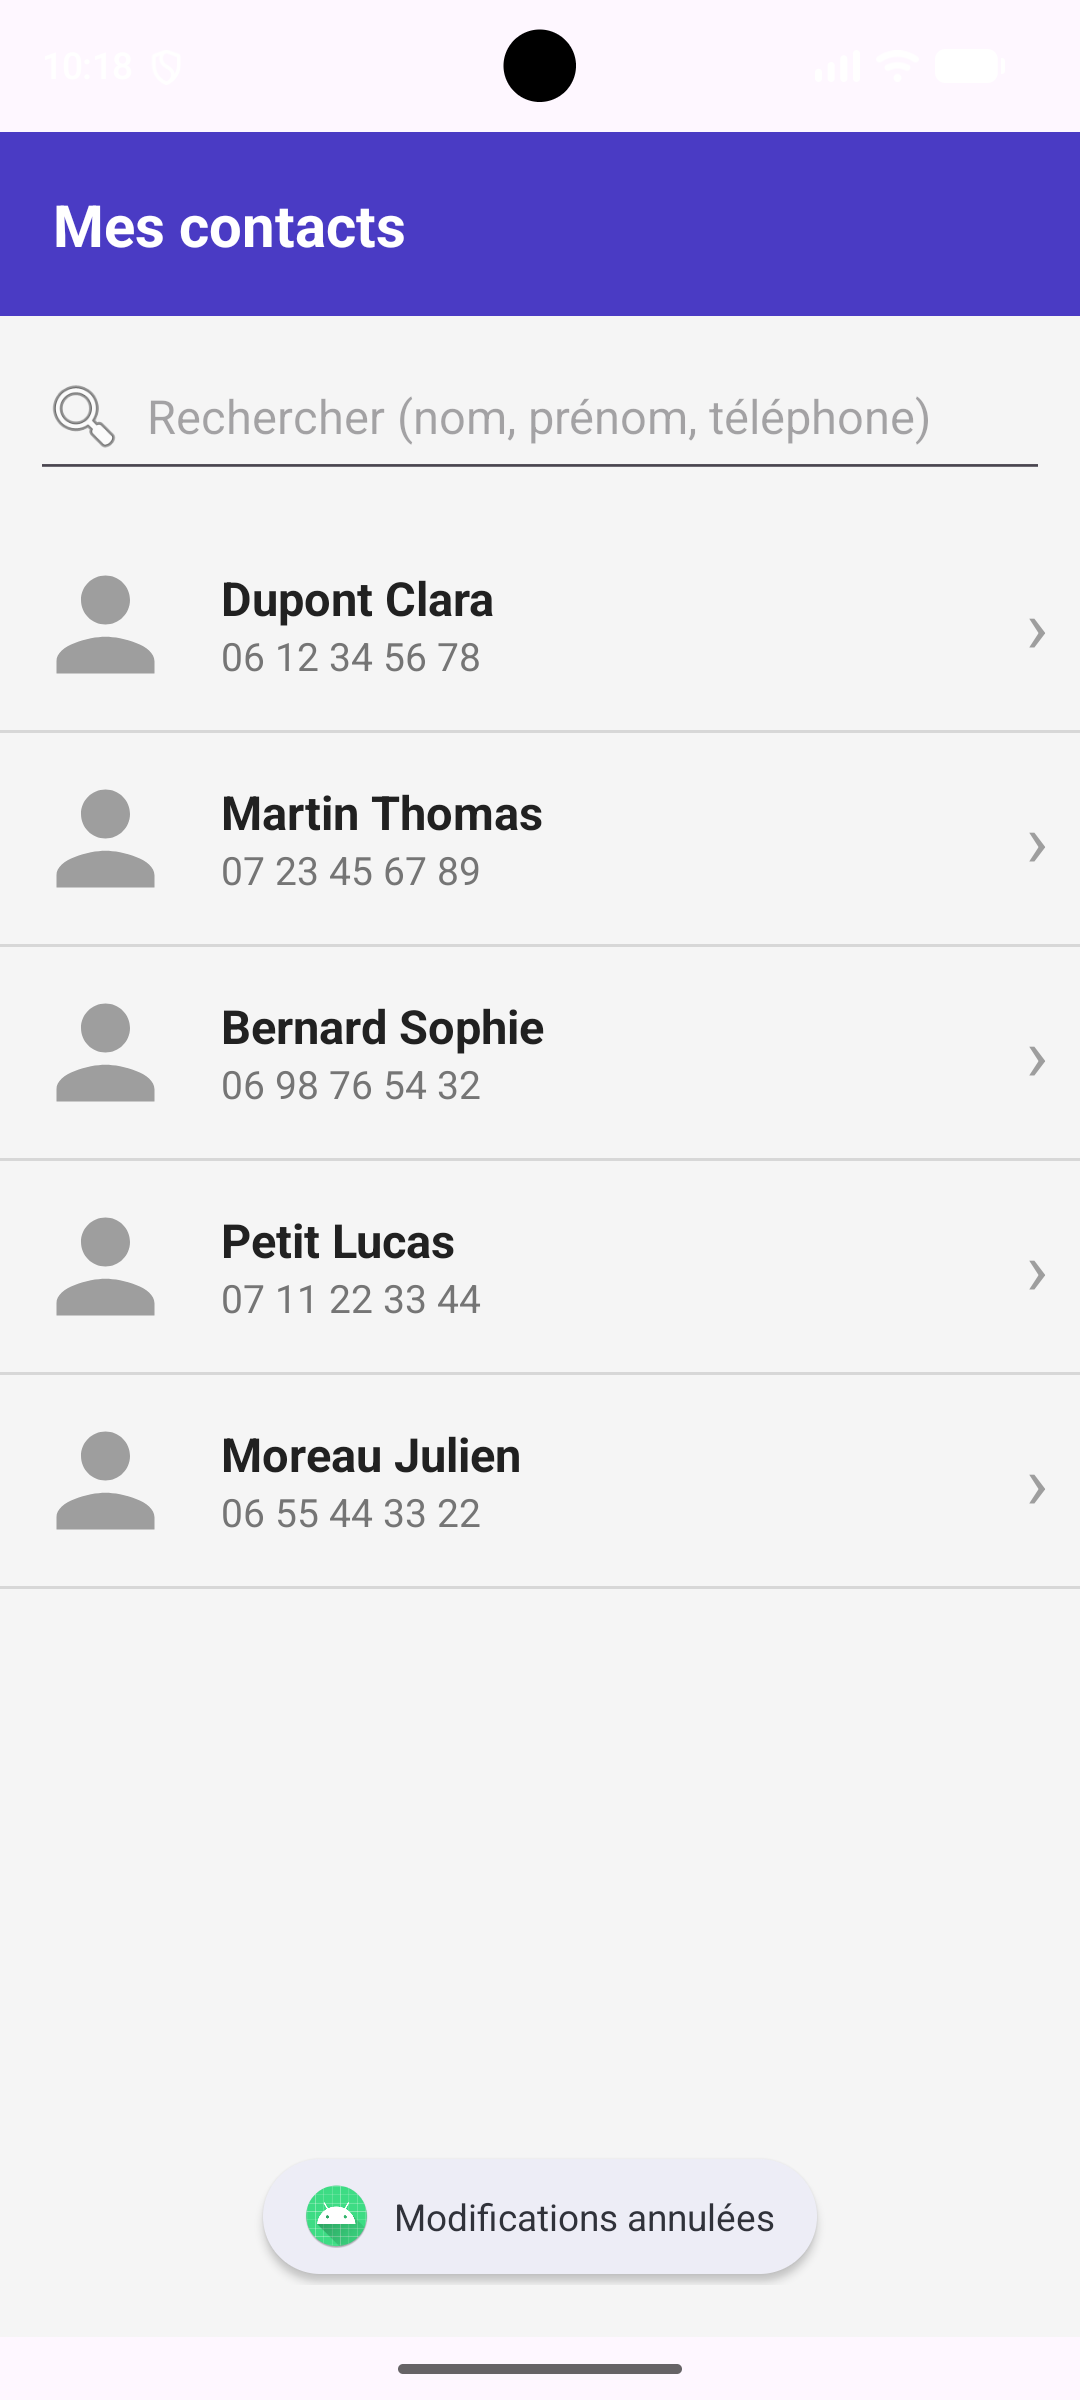 10:18
Mes contacts
Rechercher (nom, prénom, téléphone)
Dupont Clara
06 12 34 56 78
Martin Thomas
07 23 45 67 89
Bernard Sophie
06 98 76 54 32
Petit Lucas
07 11 22 33 44
Moreau Julien
06 55 44 33 22
Modifications annulées